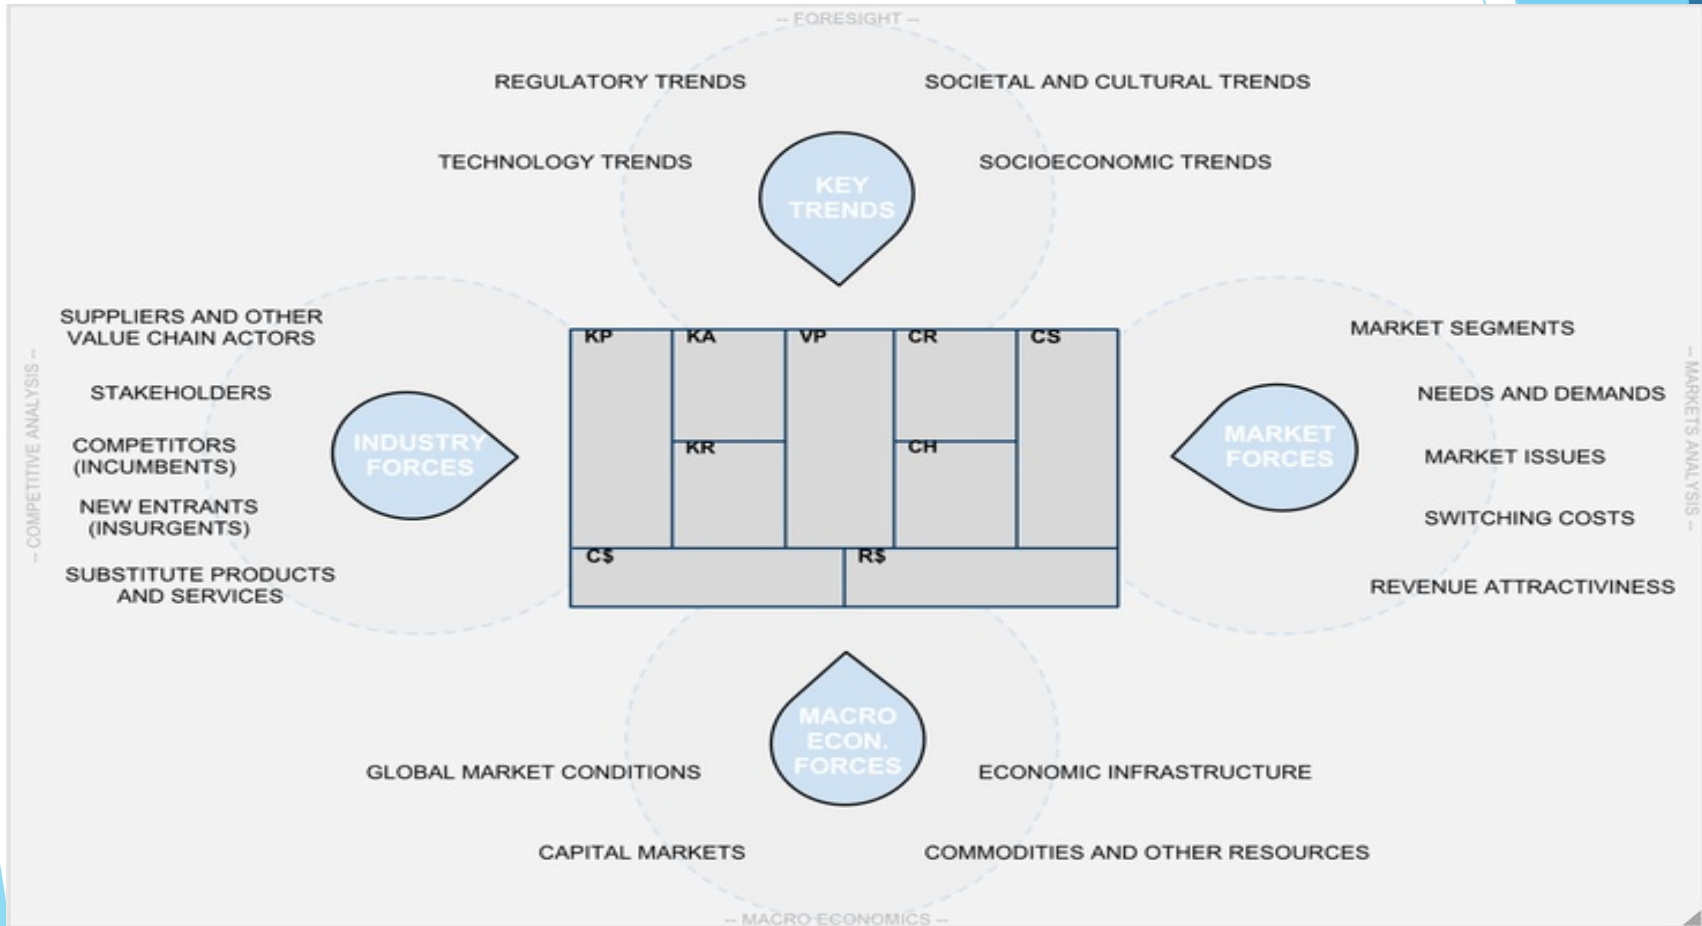 -- FORESIGHT --
REGULATORY TRENDS
SOCIETAL AND CULTURAL TRENDS
TECHNOLOGY TRENDS
SOCIOECONOMIC TRENDS
KEY
TRENDS
SUPPLIERS AND OTHER
VALUE CHAIN ACTORS
STAKEHOLDERS
COMPETITORS
(INCUMBENTS)
NEW ENTRANTS
(INSURGENTS)
SUBSTITUTE PRODUCTS
AND SERVICES
-- COMPETITIVE ANALYSIS --
INDUSTRY
FORCES
KP
KA
VP
CR
CS
KR
CH
C$
R$
MARKET
FORCES
MARKET SEGMENTS
NEEDS AND DEMANDS
MARKET ISSUES
SWITCHING COSTS
REVENUE ATTRACTIVINESS
-- MARKETS ANALYSIS --
MACRO
ECON.
FORCES
GLOBAL MARKET CONDITIONS
ECONOMIC INFRASTRUCTURE
CAPITAL MARKETS
COMMODITIES AND OTHER RESOURCES
-- MACRO ECONOMICS --